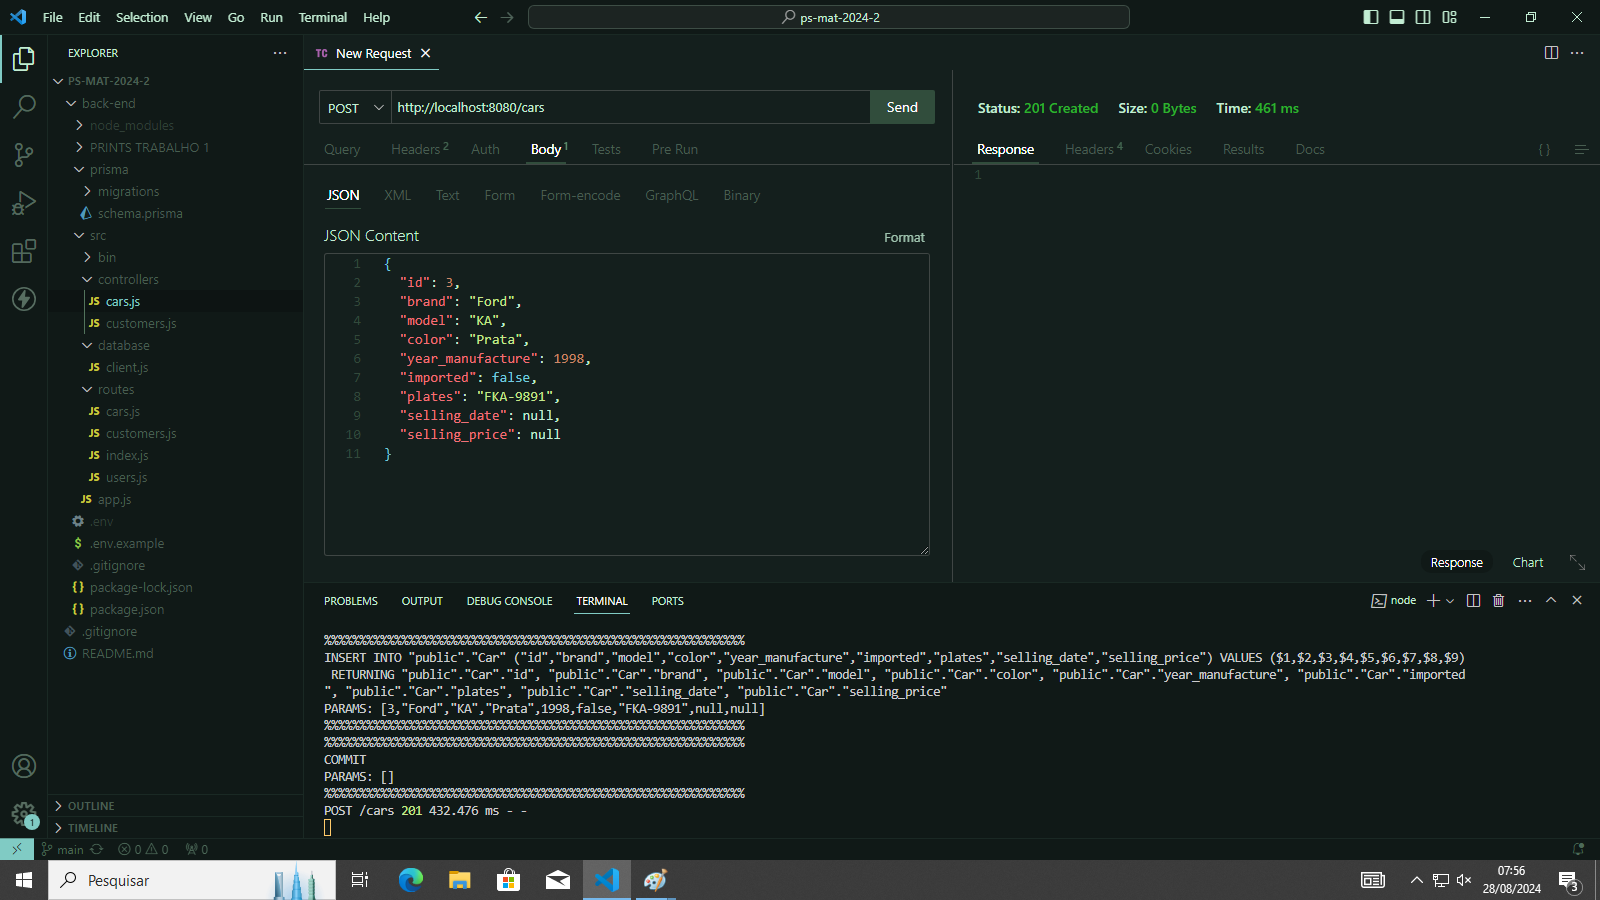 File Edit Selection View Go Run Terminal Help
ps-mat-2024-2
EXPLORER
PS-MAT-2024-2
back-end
node_modules
PRINTS TRABALHO 1
prisma
migrations
schema.prisma
src
bin
controllers
JS cars.js
JS customers.js
database
JS client.js
routes
JS cars.js
JS customers.js
JS index.js
JS users.js
JS app.js
.env
$ .env.example
.gitignore
{} package-lock.json
{} package.json
.gitignore
README.md
OUTLINE
TIMELINE
TC New Request
POST http://localhost:8080/cars Send
Query Headers 2 Auth Body 1 Tests Pre Run
JSON XML Text Form Form-encode GraphQL Binary
JSON Content Format
1 {
2 "id": 3,
3 "brand": "Ford",
4 "model": "KA",
5 "color": "Prata",
6 "year_manufacture": 1998,
7 "imported": false,
8 "plates": "FKA-9891",
9 "selling_date": null,
10 "selling_price": null
11 }
Status: 201 Created Size: 0 Bytes Time: 461 ms
Response Headers 4 Cookies Results Docs { }
1
Response Chart
PROBLEMS OUTPUT DEBUG CONSOLE TERMINAL PORTS
node
%%%%%%%%%%%%%%%%%%%%%%%%%%%%%%%%%%%%%%%%%%%%%%%%%%%%%%%%%%%%
INSERT INTO "public"."Car" ("id","brand","model","color","year_manufacture","imported","plates","selling_date","selling_price") VALUES ($1,$2,$3,$4,$5,$6,$7,$8,$9)
RETURNING "public"."Car"."id", "public"."Car"."brand", "public"."Car"."model", "public"."Car"."color", "public"."Car"."year_manufacture", "public"."Car"."imported
", "public"."Car"."plates", "public"."Car"."selling_date", "public"."Car"."selling_price"
PARAMS: [3,"Ford","KA","Prata",1998,false,"FKA-9891",null,null]
%%%%%%%%%%%%%%%%%%%%%%%%%%%%%%%%%%%%%%%%%%%%%%%%%%%%%%%%%%%%
%%%%%%%%%%%%%%%%%%%%%%%%%%%%%%%%%%%%%%%%%%%%%%%%%%%%%%%%%%%%
COMMIT
PARAMS: []
%%%%%%%%%%%%%%%%%%%%%%%%%%%%%%%%%%%%%%%%%%%%%%%%%%%%%%%%%%%%
POST /cars 201 432.476 ms - -
1
main 0 0 0
Pesquisar
07:56
28/08/2024
3